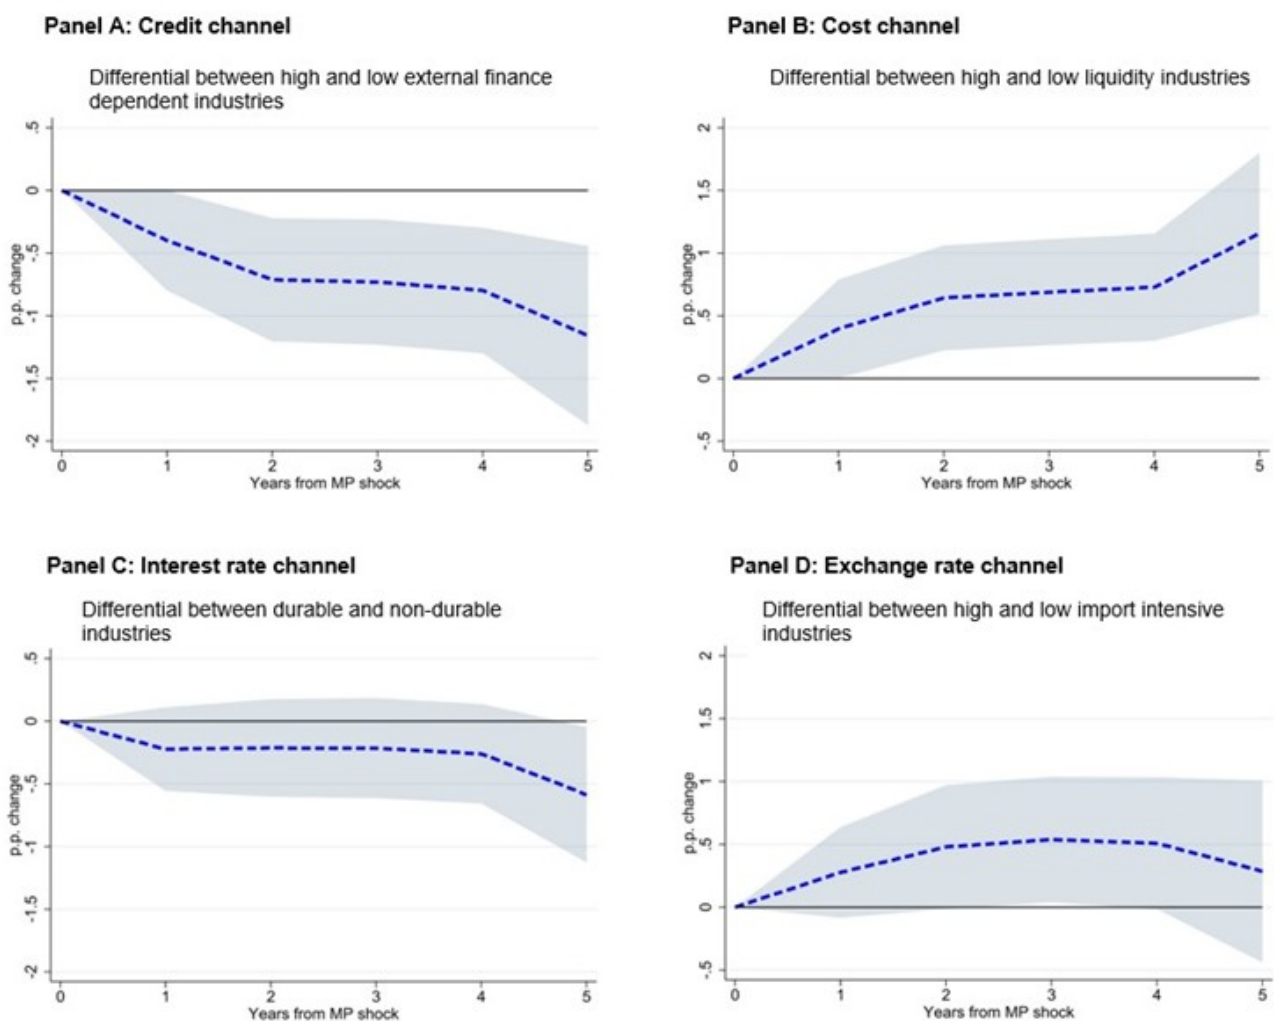 Panel A: Credit channel
Differential between high and low external finance
dependent industries
.5
0
-.5
-1
-1.5
-2
p.p. change
0 1 2 3 4 5
Years from MP shock
Panel B: Cost channel
Differential between high and low liquidity industries
2
1.5
1
.5
0
-.5
p.p. change
0 1 2 3 4 5
Years from MP shock
Panel C: Interest rate channel
Differential between durable and non-durable
industries
.5
0
-.5
-1
-1.5
-2
p.p. change
0 1 2 3 4 5
Years from MP shock
Panel D: Exchange rate channel
Differential between high and low import intensive
industries
2
1.5
1
.5
0
-.5
p.p. change
0 1 2 3 4 5
Years from MP shock